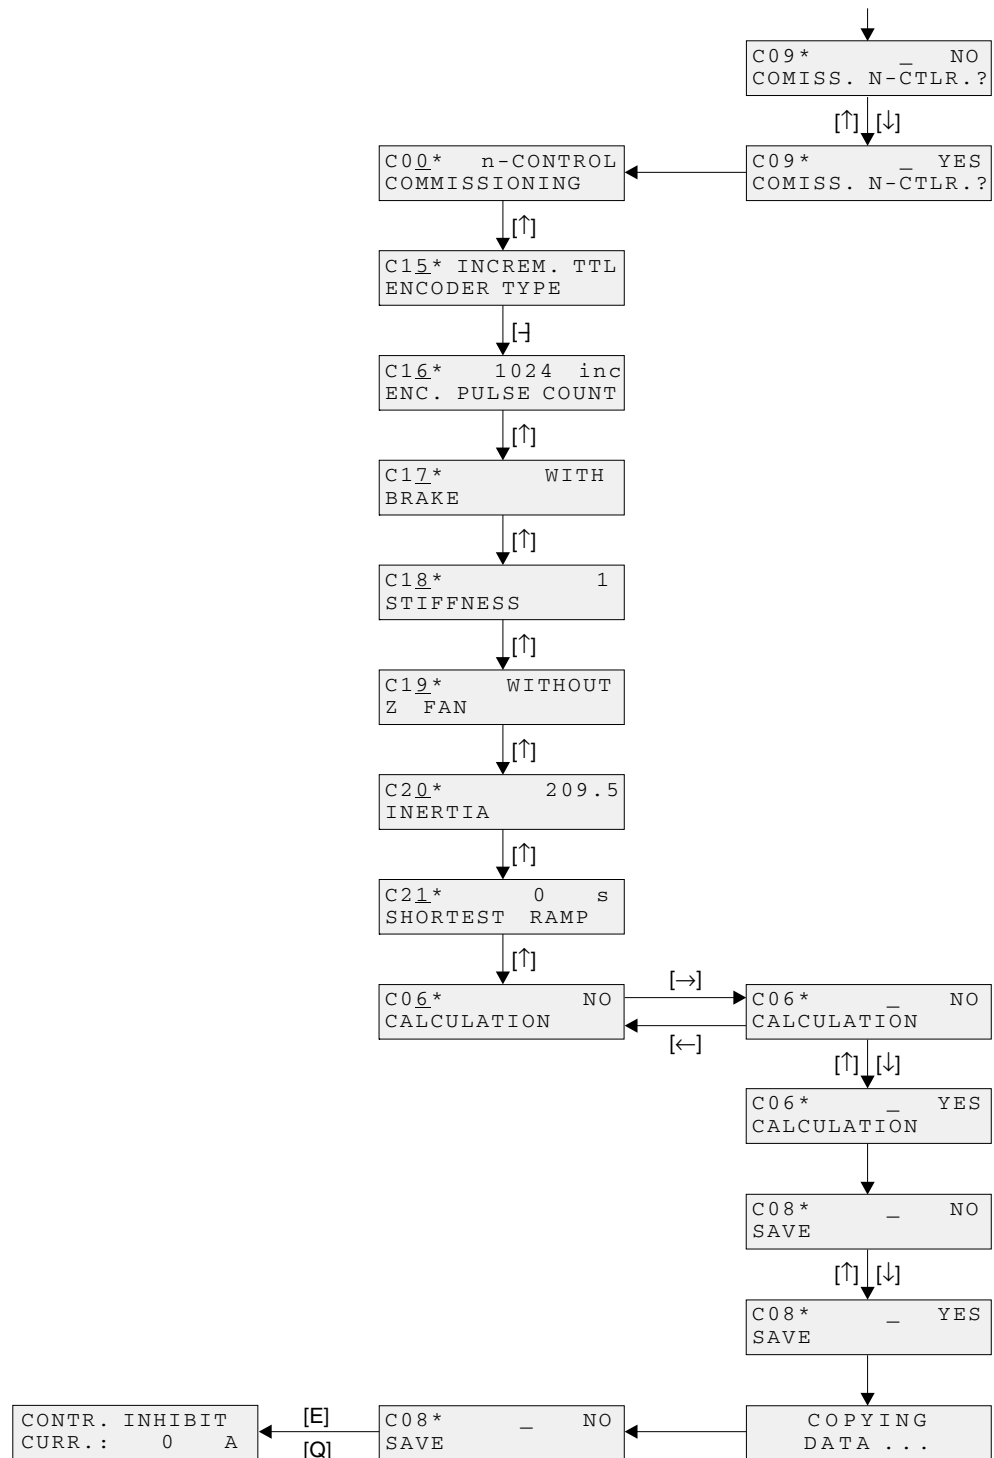 C09* _ NO
COMISS. N-CTLR.?
[↑] [↓]
C00* n-CONTROL
COMMISSIONING
C09* _ YES
COMISS. N-CTLR.?
[↑]
C15* INCREM. TTL
ENCODER TYPE
[-]
C16* 1024 inc
ENC. PULSE COUNT
[↑]
C17* WITH
BRAKE
[↑]
C18* 1
STIFFNESS
[↑]
C19* WITHOUT
Z FAN
[↑]
C20* 209.5
INERTIA
[↑]
C21* 0 s
SHORTEST RAMP
[↑]
C06* NO
CALCULATION
[→]
[←]
C06* _ NO
CALCULATION
[↑] [↓]
C06* _ YES
CALCULATION
C08* _ NO
SAVE
[↑] [↓]
C08* _ YES
SAVE
COPYING
DATA ...
C08* _ NO
SAVE
[E]
[Q]
CONTR. INHIBIT
CURR.: 0 A